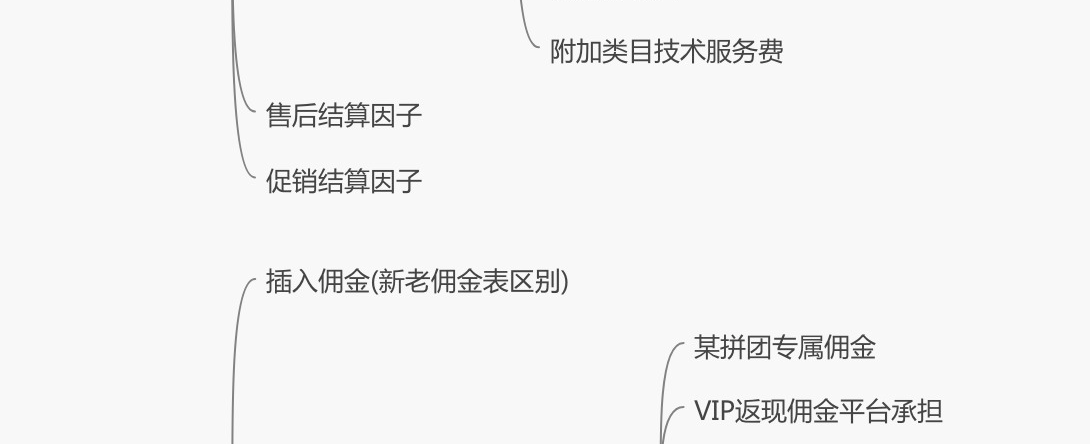 附加类目技术服务费
售后结算因子
促销结算因子
插入佣金(新老佣金表区别)
某拼团专属佣金
VIP返现佣金平台承担